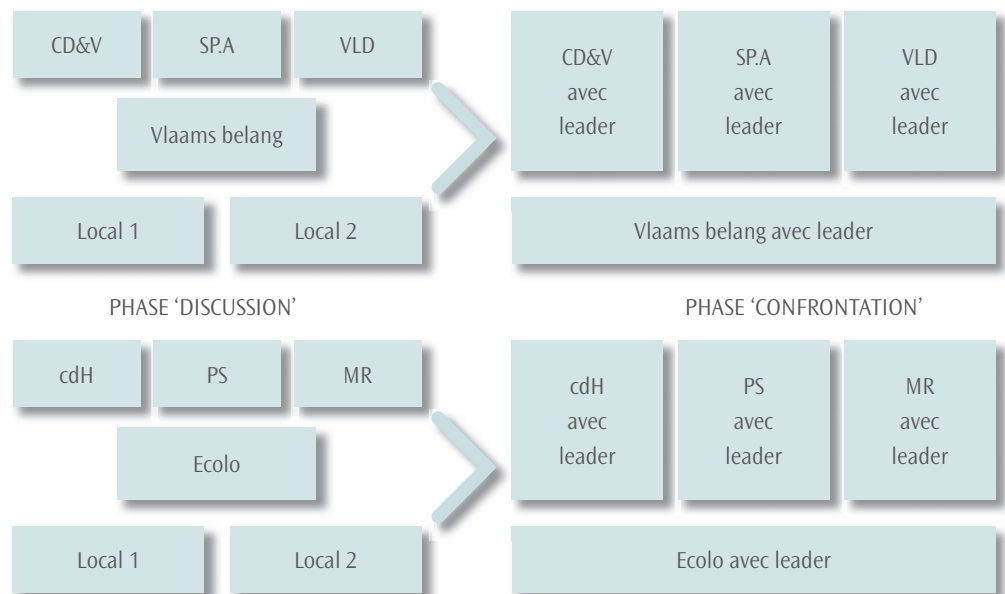 CD&V
SP.A
VLD
Vlaams belang
Local 1
Local 2
CD&V
avec
leader
SP.A
avec
leader
VLD
avec
leader
Vlaams belang avec leader
PHASE ‘DISCUSSION’
PHASE ‘CONFRONTATION’
cdH
PS
MR
Ecolo
Local 1
Local 2
cdH
avec
leader
PS
avec
leader
MR
avec
leader
Ecolo avec leader